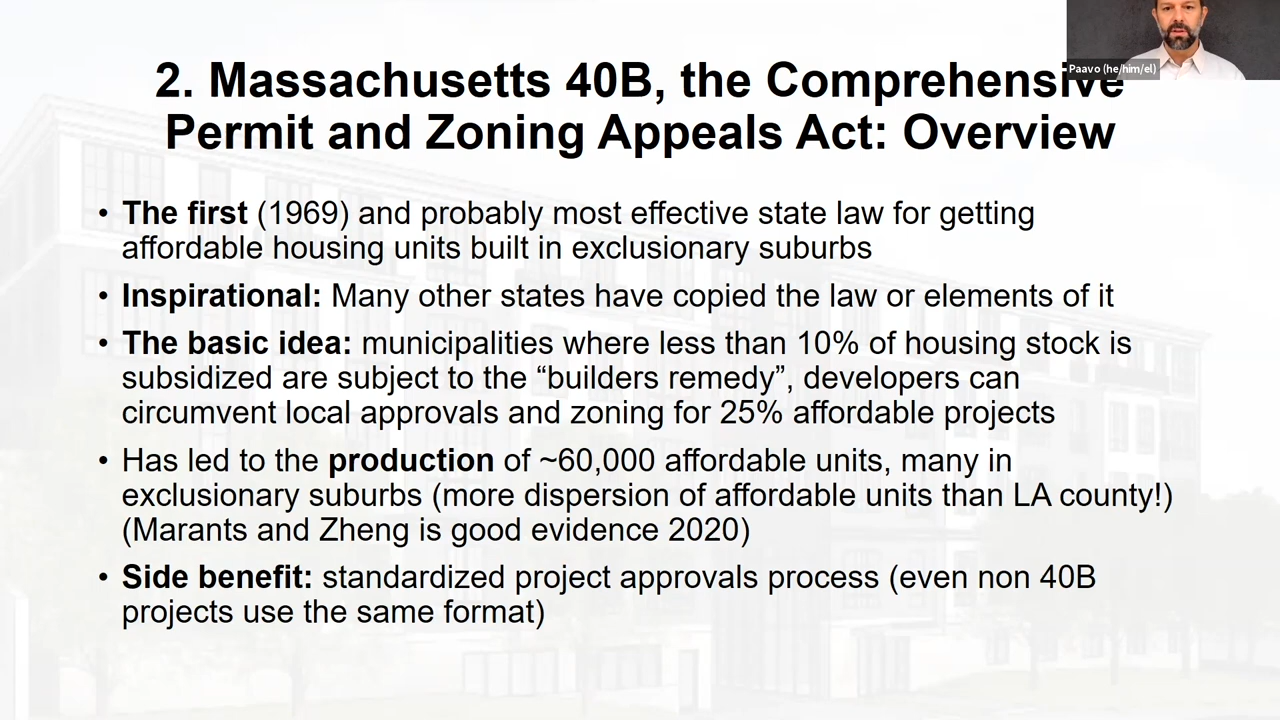 Paavo (he/him/el)
2. Massachusetts 40B, the Comprehensive
Permit and Zoning Appeals Act: Overview
• The first (1969) and probably most effective state law for getting
affordable housing units built in exclusionary suburbs
• Inspirational: Many other states have copied the law or elements of it
• The basic idea: municipalities where less than 10% of housing stock is
subsidized are subject to the “builders remedy”, developers can
circumvent local approvals and zoning for 25% affordable projects
• Has led to the production of ~60,000 affordable units, many in
exclusionary suburbs (more dispersion of affordable units than LA county!)
(Marants and Zheng is good evidence 2020)
• Side benefit: standardized project approvals process (even non 40B
projects use the same format)